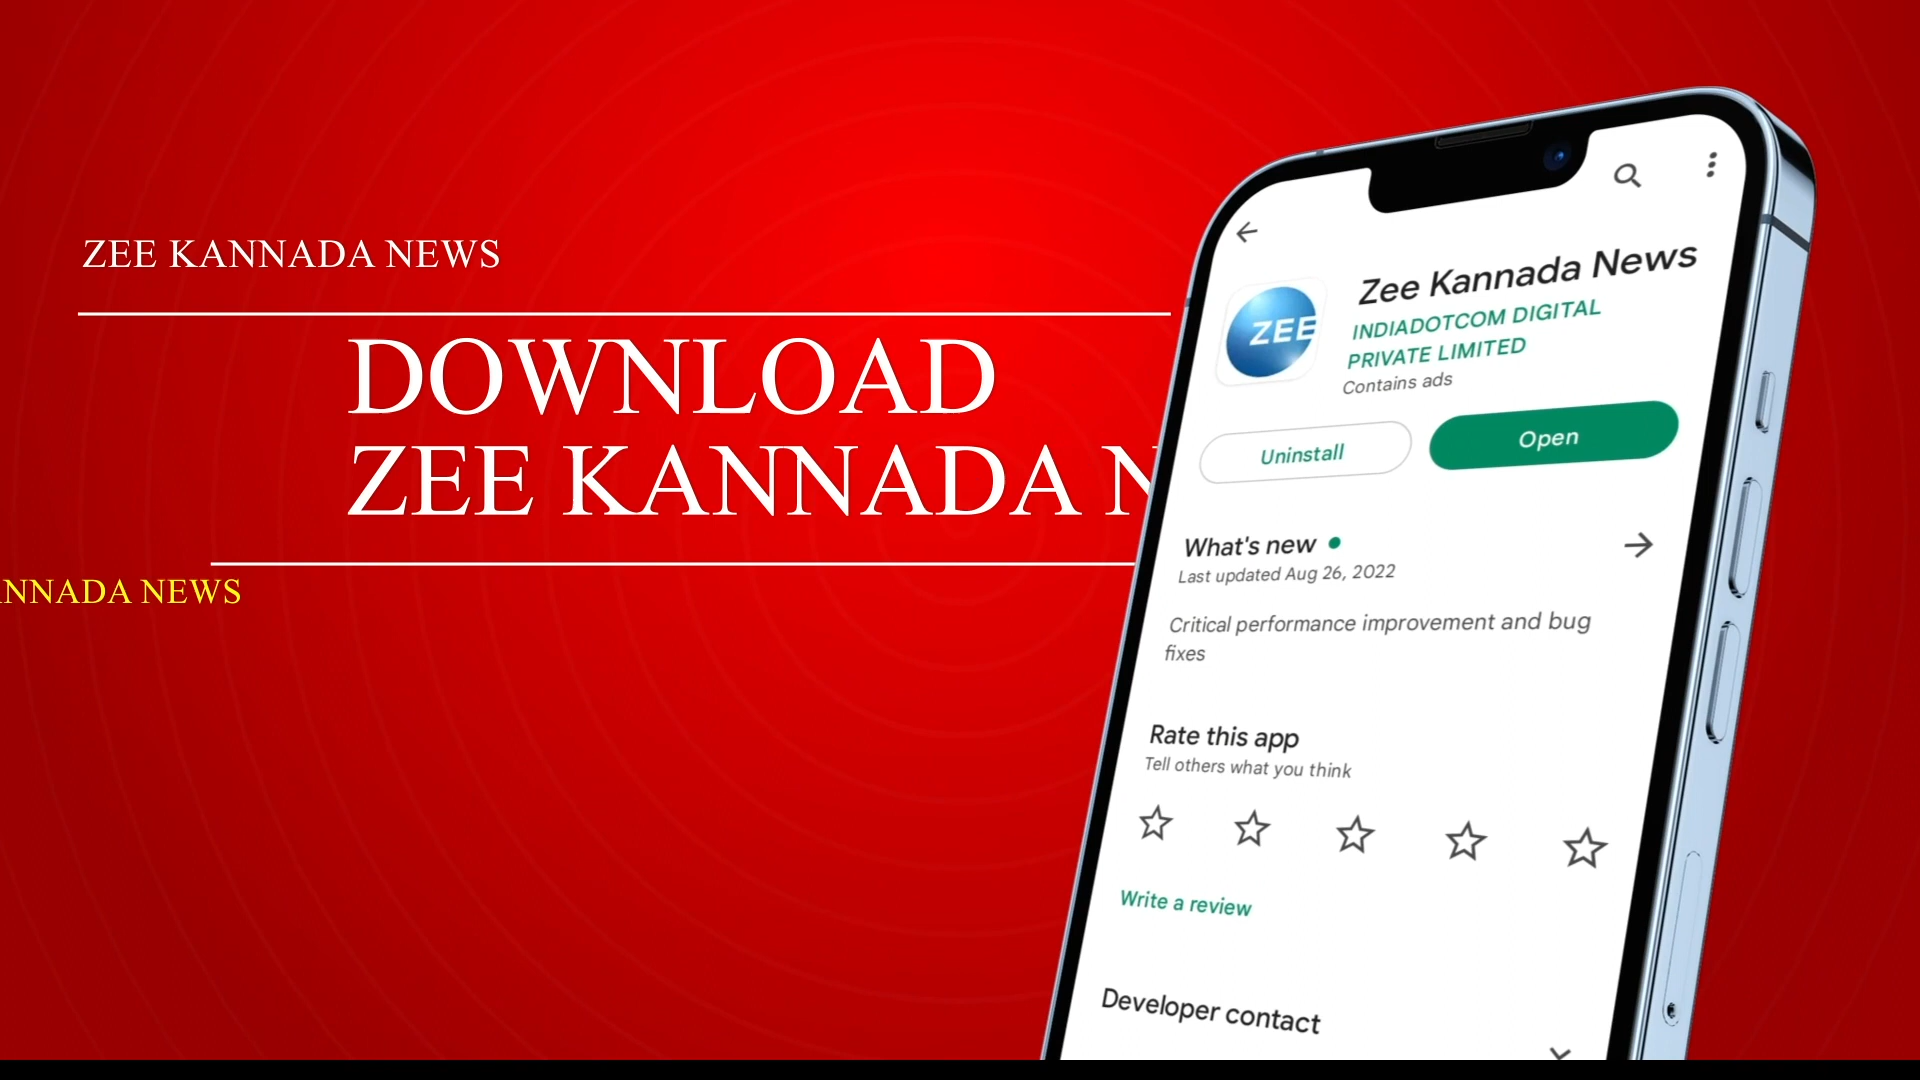 ZEE KANNADA NEWS
DOWNLOAD
ZEE KANNADA N
ANNADA NEWS
Zee Kannada News
ZEE
INDIADOTCOM DIGITAL
PRIVATE LIMITED
Contains ads
Uninstall
Open
What's new
Last updated Aug 26, 2022
Critical performance improvement and bug
fixes
Rate this app
Tell others what you think
Write a review
Developer contact